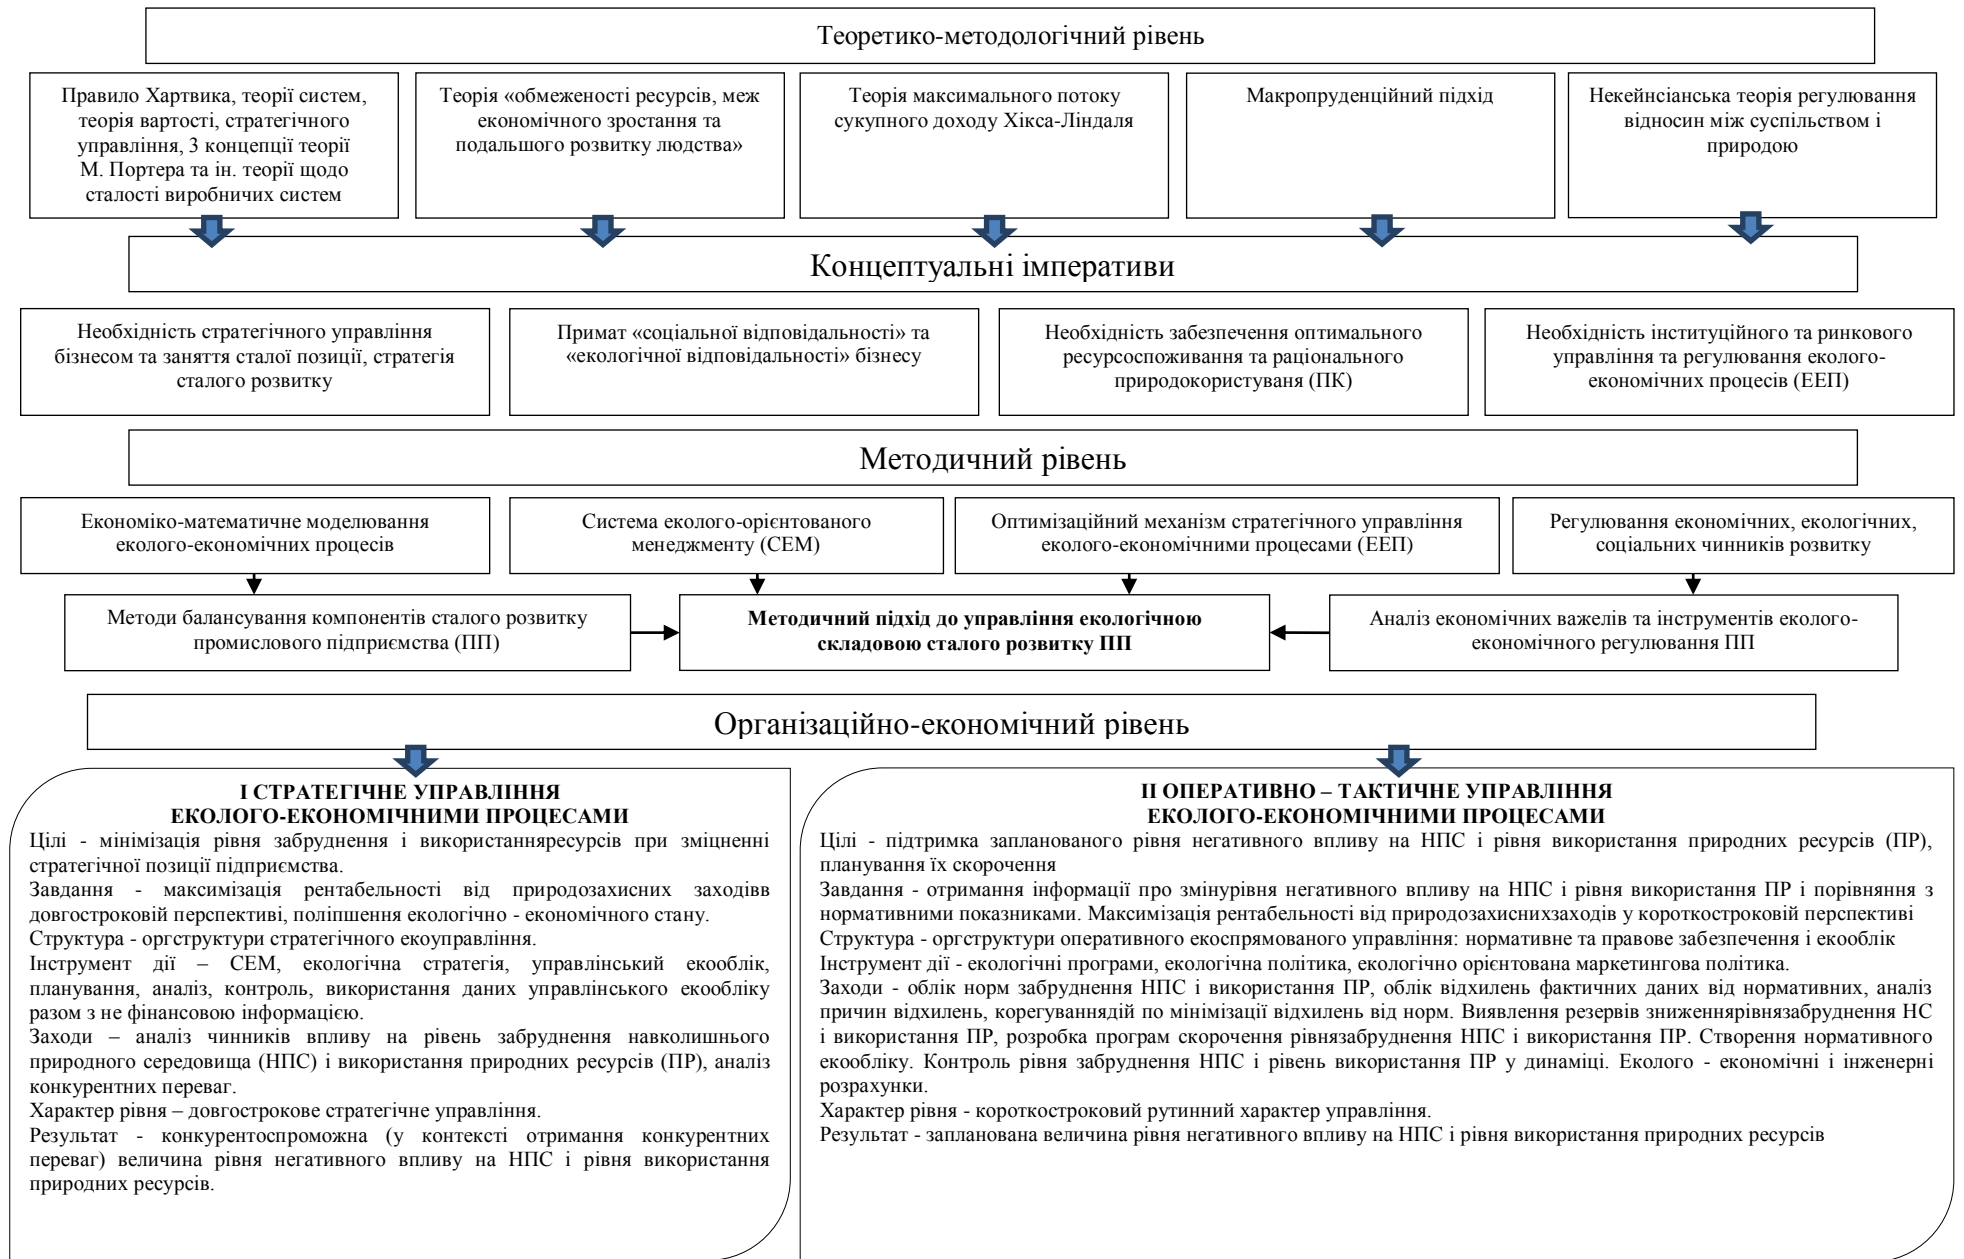 Теоретико-методологічний рівень
Правило Хартвика, теорії систем,
теорія вартості, стратегічного
управління, 3 концепції теорії
М. Портера та ін. теорії щодо
сталості виробничих систем
Теорія «обмеженості ресурсів, меж
економічного зростання та
подальшого розвитку людства»
Теорія максимального потоку
сукупного доходу Хікса-Ліндаля
Макропруденційний підхід
Некейнсіанська теорія регулювання
відносин між суспільством і
природою
Концептуальні імперативи
Необхідність стратегічного управління
бізнесом та заняття сталої позиції, стратегія
сталого розвитку
Примат «соціальної відповідальності» та
«екологічної відповідальності» бізнесу
Необхідність забезпечення оптимального
ресурсоспоживання та раціонального
природокористуваня (ПК)
Необхідність інституційного та ринкового
управління та регулювання еколого-
економічних процесів (ЕЕП)
Методичний рівень
Економіко-математичне моделювання
еколого-економічних процесів
Система еколого-орієнтованого
менеджменту (СЕМ)
Оптимізаційний механізм стратегічного управління
еколого-економічними процесами (ЕЕП)
Регулювання економічних, екологічних,
соціальних чинників розвитку
Методи балансування компонентів сталого розвитку
промислового підприємства (ПП)
Методичний підхід до управління екологічною
складовою сталого розвитку ПП
Аналіз економічних важелів та інструментів еколого-
економічного регулювання ПП
Організаційно-економічний рівень
І СТРАТЕГІЧНЕ УПРАВЛІННЯ
ЕКОЛОГО-ЕКОНОМІЧНИМИ ПРОЦЕСАМИ
Цілі - мінімізація рівня забруднення і використанняресурсів при зміцненні
стратегічної позиції підприємства.
Завдання - максимізація рентабельності від природозахисних заходівв
довгостроковій перспективі, поліпшення екологічно - економічного стану.
Структура - оргструктури стратегічного екоуправління.
Інструмент дії – СЕМ, екологічна стратегія, управлінський екооблік,
планування, аналіз, контроль, використання даних управлінського екообліку
разом з не фінансовою інформацією.
Заходи – аналіз чинників впливу на рівень забруднення навколишнього
природного середовища (НПС) і використання природних ресурсів (ПР), аналіз
конкурентних переваг.
Характер рівня – довгострокове стратегічне управління.
Результат - конкурентоспроможна (у контексті отримання конкурентних
переваг) величина рівня негативного впливу на НПС і рівня використання
природних ресурсів.
ІІ ОПЕРАТИВНО – ТАКТИЧНЕ УПРАВЛІННЯ
ЕКОЛОГО-ЕКОНОМІЧНИМИ ПРОЦЕСАМИ
Цілі - підтримка запланованого рівня негативного впливу на НПС і рівня використання природних ресурсів (ПР),
планування їх скорочення
Завдання - отримання інформації про змінурівня негативного впливу на НПС і рівня використання ПР і порівняння з
нормативними показниками. Максимізація рентабельності від природозахиснихзаходів у короткостроковій перспективі
Структура - оргструктури оперативного екоспрямованого управління: нормативне та правове забезпечення і екооблік
Інструмент дії - екологічні програми, екологічна політика, екологічно орієнтована маркетингова політика.
Заходи - облік норм забруднення НПС і використання ПР, облік відхилень фактичних даних від нормативних, аналіз
причин відхилень, корегуваннядій по мінімізації відхилень від норм. Виявлення резервів зниженнярівнязабруднення НС
і використання ПР, розробка програм скорочення рівнязабруднення НПС і використання ПР. Створення нормативного
екообліку. Контроль рівня забруднення НПС і рівень використання ПР у динаміці. Еколого - економічні і інженерні
розрахунки.
Характер рівня - короткостроковий рутинний характер управління.
Результат - запланована величина рівня негативного впливу на НПС і рівня використання природних ресурсів